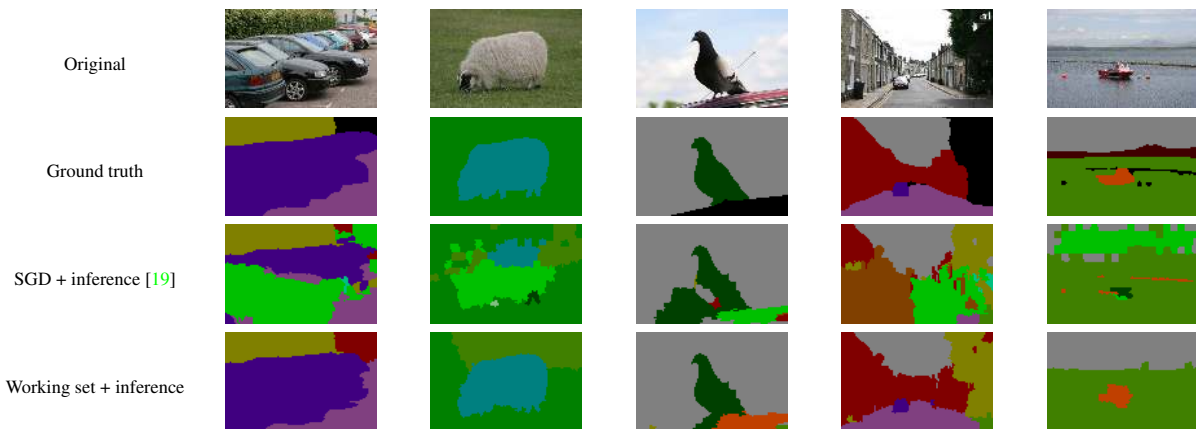 Original
Ground truth
SGD + inference [19]
Working set + inference